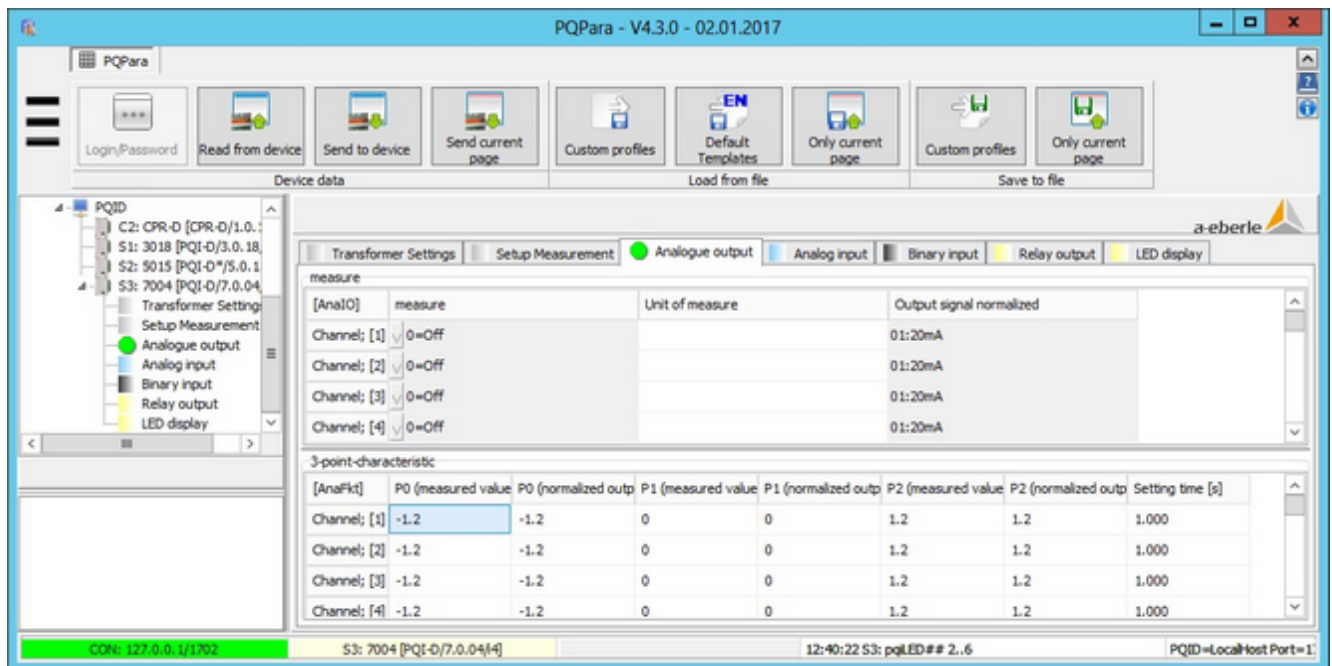 PQPara - V4.3.0 - 02.01.2017
PQPara
Login/Password
Read from device
Send to device
Send current page
Custom profiles
Default Templates
Only current page
Custom profiles
Only current page
EN
Device data
Load from file
Save to file
PQID
C2: CPR-D [CPR-D/1.0.
S1: 3018 [PQI-D/3.0.18,
S2: 5015 [PQI-D*/5.0.1
S3: 7004 [PQI-D/7.0.04
Transformer Setting
Setup Measurement
Analogue output
Analog input
Binary input
Relay output
LED display
a-eberle
Transformer Settings Setup Measurement Analogue output Analog input Binary input Relay output LED display
measure
[AnaIO] measure Unit of measure Output signal normalized
Channel; [1] 0=Off 01:20mA
Channel; [2] 0=Off 01:20mA
Channel; [3] 0=Off 01:20mA
Channel; [4] 0=Off 01:20mA
3-point-characteristic
[AnaFkt] P0 (measured value P0 (normalized outp P1 (measured value P1 (normalized outp P2 (measured value P2 (normalized outp Setting time [s]
Channel; [1] -1.2 -1.2 0 0 1.2 1.2 1.000
Channel; [2] -1.2 -1.2 0 0 1.2 1.2 1.000
Channel; [3] -1.2 -1.2 0 0 1.2 1.2 1.000
Channel; [4] -1.2 -1.2 0 0 1.2 1.2 1.000
CON: 127.0.0.1/1702 S3: 7004 [PQI-D/7.0.04/i4] 12:40:22 S3: pqiLED## 2..6 PQID=LocalHost Port=1